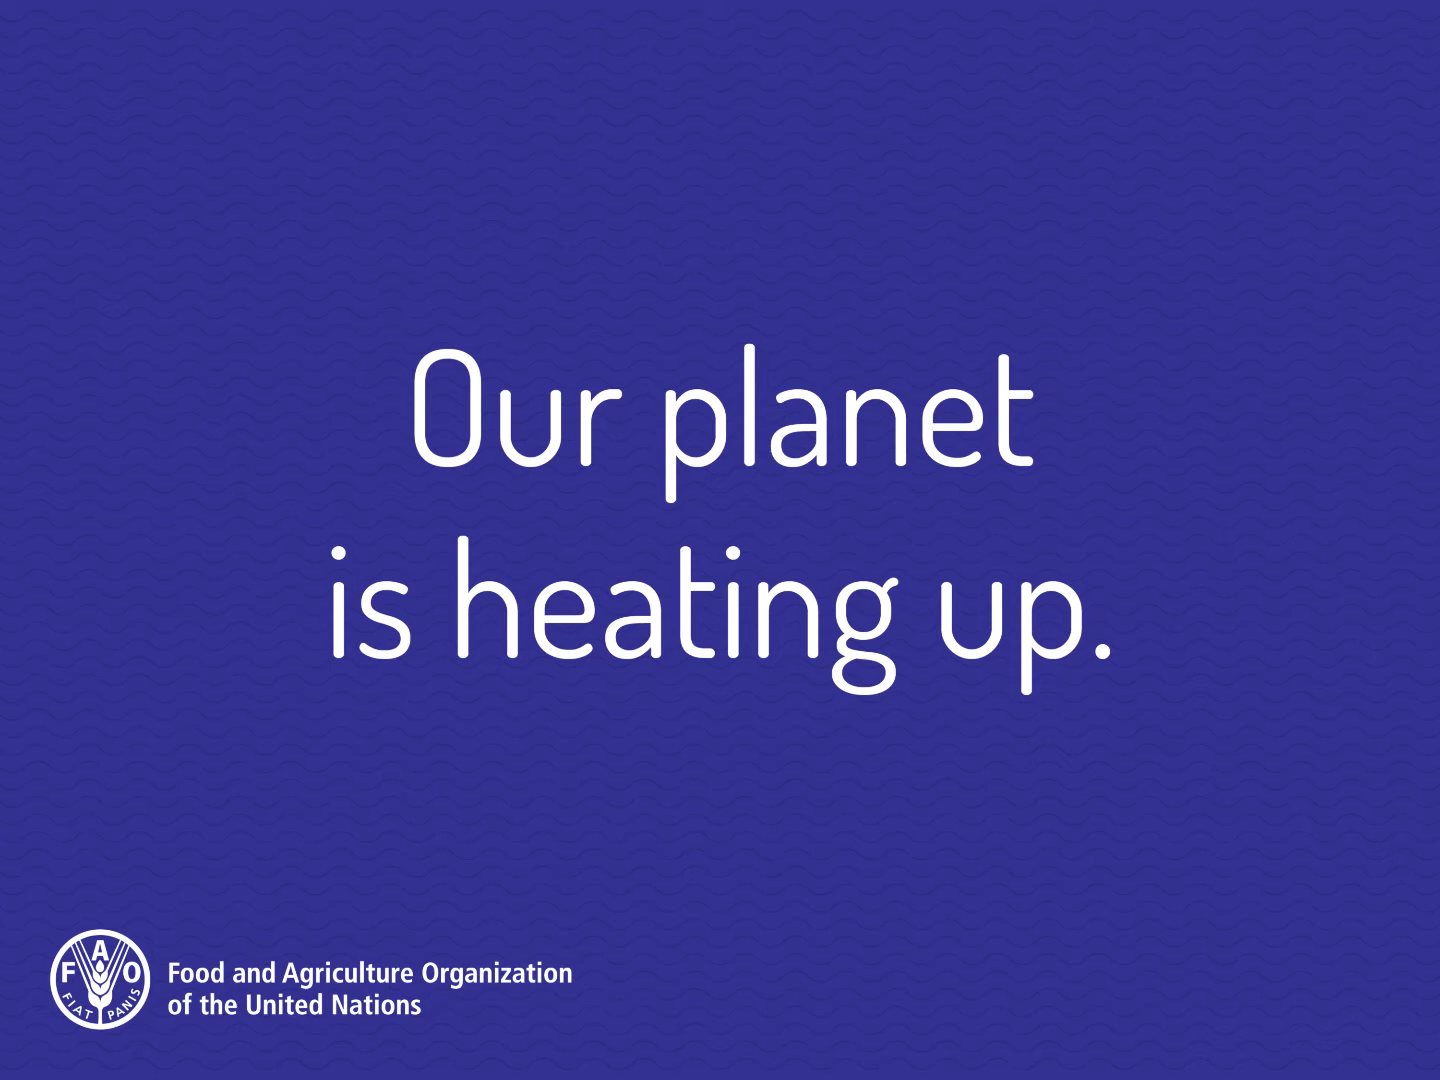 Our planet
is heating up.
F A O
FIAT PANIS
Food and Agriculture Organization
of the United Nations